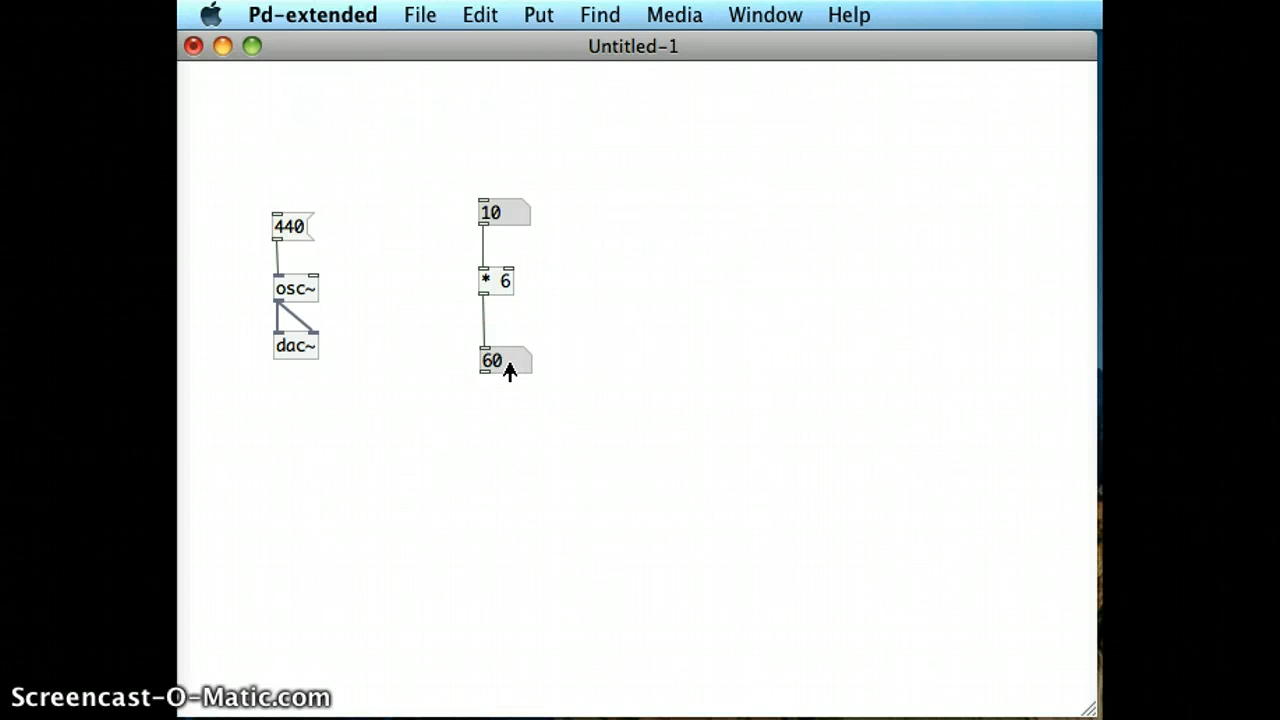 Pd-extended File Edit Put Find Media Window Help
Untitled-1
440
osc~
dac~
10
* 6
60
Screencast-O-Matic.com